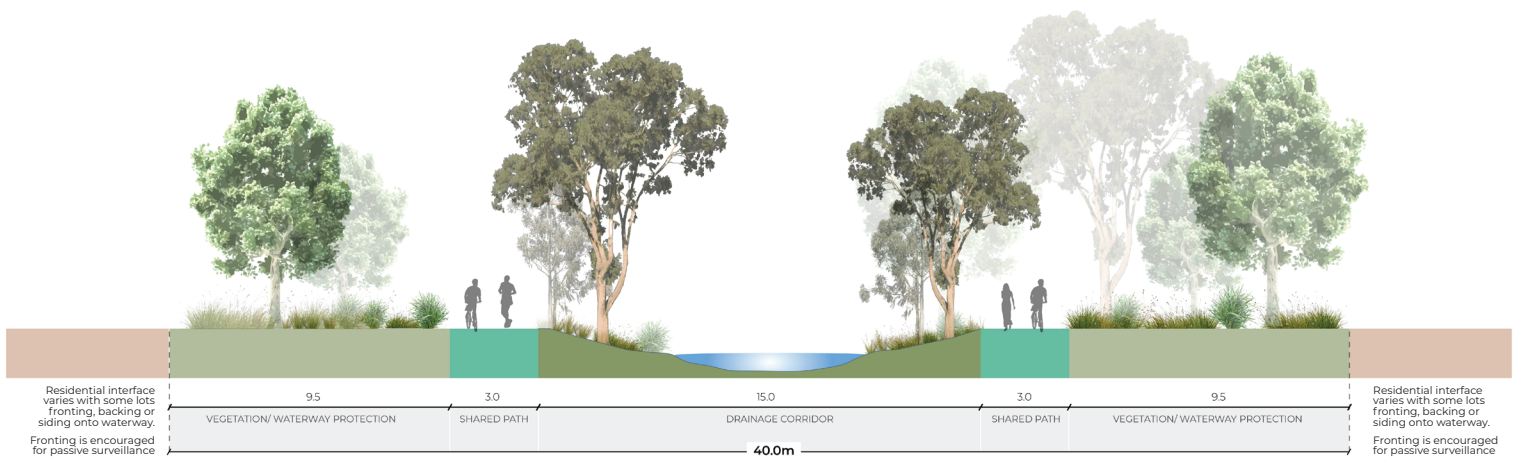 Residential interface
varies with some lots
fronting, backing or
siding onto waterway.
Fronting is encouraged
for passive surveillance
9.5
3.0
15.0
3.0
9.5
VEGETATION/ WATERWAY PROTECTION
SHARED PATH
DRAINAGE CORRIDOR
SHARED PATH
VEGETATION/ WATERWAY PROTECTION
40.0m
Residential interface
varies with some lots
fronting, backing or
siding onto waterway.
Fronting is encouraged
for passive surveillance